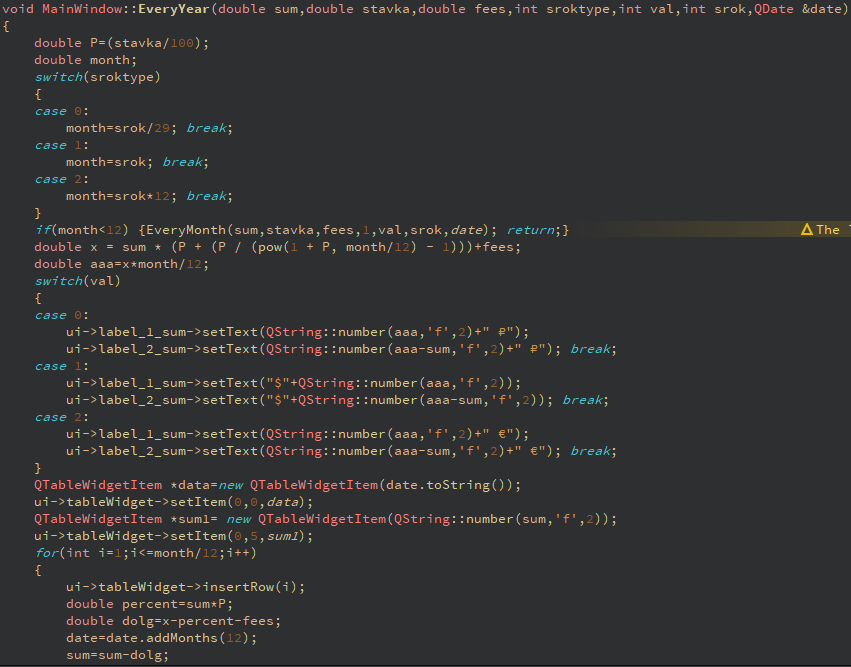 void MainWindow::EveryYear(double sum,double stavka,double fees,int sroktype,int val,int srok,QDate &date)
{
    double P=(stavka/100);
    double month;
    switch(sroktype)
    {
    case 0:
        month=srok/29; break;
    case 1:
        month=srok; break;
    case 2:
        month=srok*12; break;
    }
    if(month<12) {EveryMonth(sum,stavka,fees,1,val,srok,date); return;} The
    double x = sum * (P + (P / (pow(1 + P, month/12) - 1)))+fees;
    double aaa=x*month/12;
    switch(val)
    {
    case 0:
        ui->label_1_sum->setText(QString::number(aaa,'f',2)+" ₽");
        ui->label_2_sum->setText(QString::number(aaa-sum,'f',2)+" ₽"); break;
    case 1:
        ui->label_1_sum->setText("$"+QString::number(aaa,'f',2));
        ui->label_2_sum->setText("$"+QString::number(aaa-sum,'f',2)); break;
    case 2:
        ui->label_1_sum->setText(QString::number(aaa,'f',2)+" €");
        ui->label_2_sum->setText(QString::number(aaa-sum,'f',2)+" €"); break;
    }
    QTableWidgetItem *data=new QTableWidgetItem(date.toString());
    ui->tableWidget->setItem(0,0,data);
    QTableWidgetItem *sum1= new QTableWidgetItem(QString::number(sum,'f',2));
    ui->tableWidget->setItem(0,5,sum1);
    for(int i=1;i<=month/12;i++)
    {
        ui->tableWidget->insertRow(i);
        double percent=sum*P;
        double dolg=x-percent-fees;
        date=date.addMonths(12);
        sum=sum-dolg;